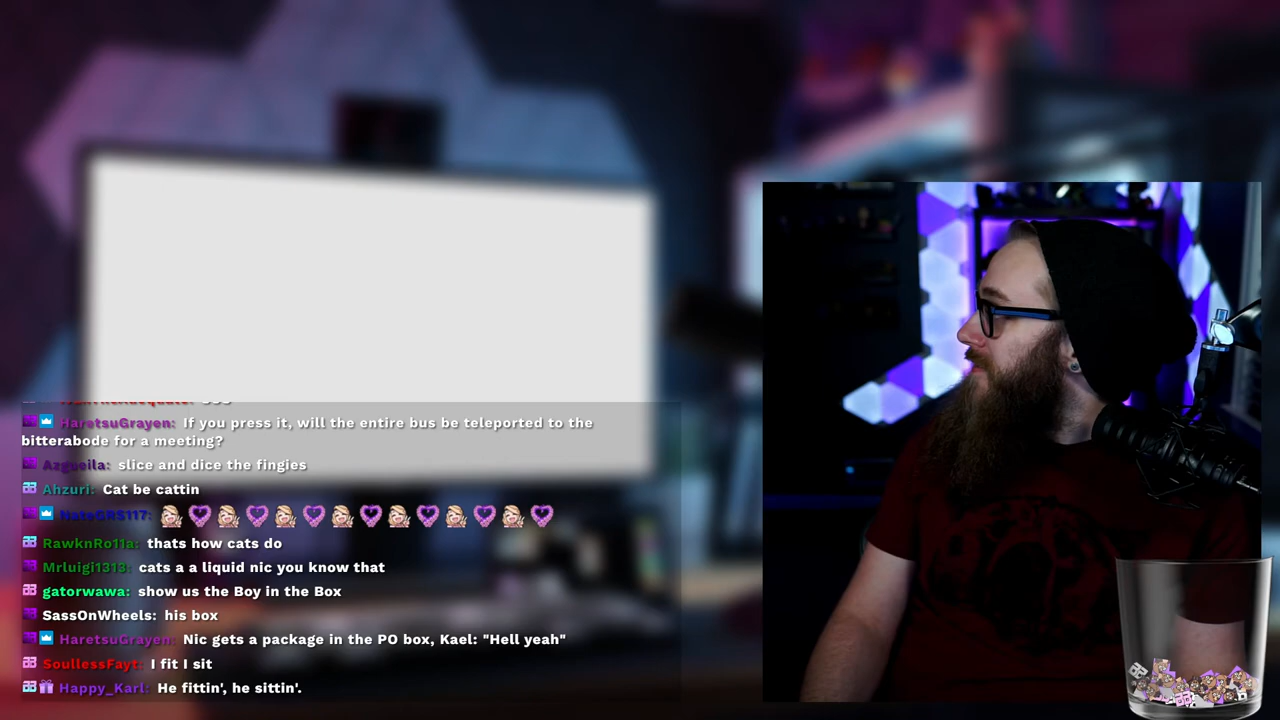 HaretsuGrayen: If you press it, will the entire bus be teleported to the
bitterabode for a meeting?
Azgueila: slice and dice the fingies
Ahzuri: Cat be cattin
NateGRS117:
RawknRo11a: thats how cats do
Mrluigi1313: cats a a liquid nic you know that
gatorwawa: show us the Boy in the Box
SassOnWheels: his box
HaretsuGrayen: Nic gets a package in the PO box, Kael: "Hell yeah"
SoullessFayt: I fit I sit
Happy_Karl: He fittin', he sittin'.